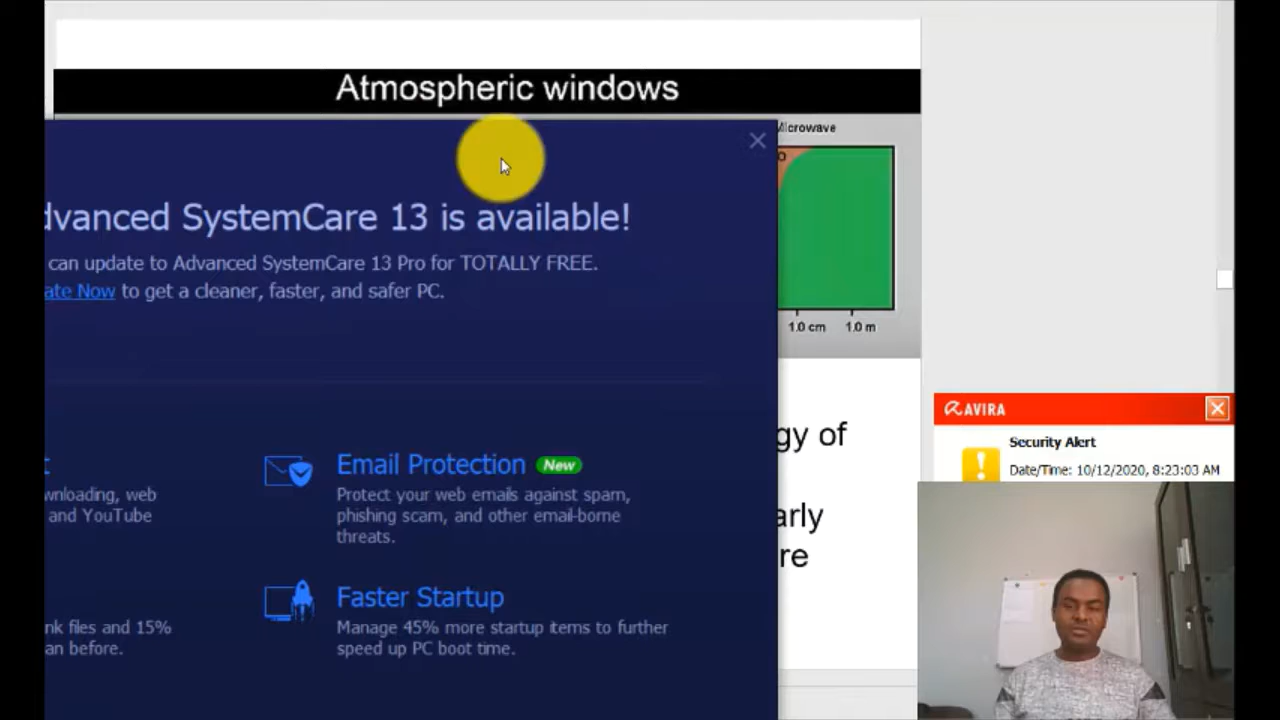 Atmospheric windows
Microwave
dvanced SystemCare 13 is available!
can update to Advanced SystemCare 13 Pro for TOTALLY FREE.
ate Now to get a cleaner, faster, and safer PC.
1.0 cm 1.0 m
AVIRA
Security Alert
Date/Time: 10/12/2020, 8:23:03 AM
gy of
t
wnloading, web
and YouTube
Email Protection New
Protect your web emails against spam,
phishing scam, and other email-borne
threats.
arly
re
nk files and 15%
an before.
Faster Startup
Manage 45% more startup items to further
speed up PC boot time.